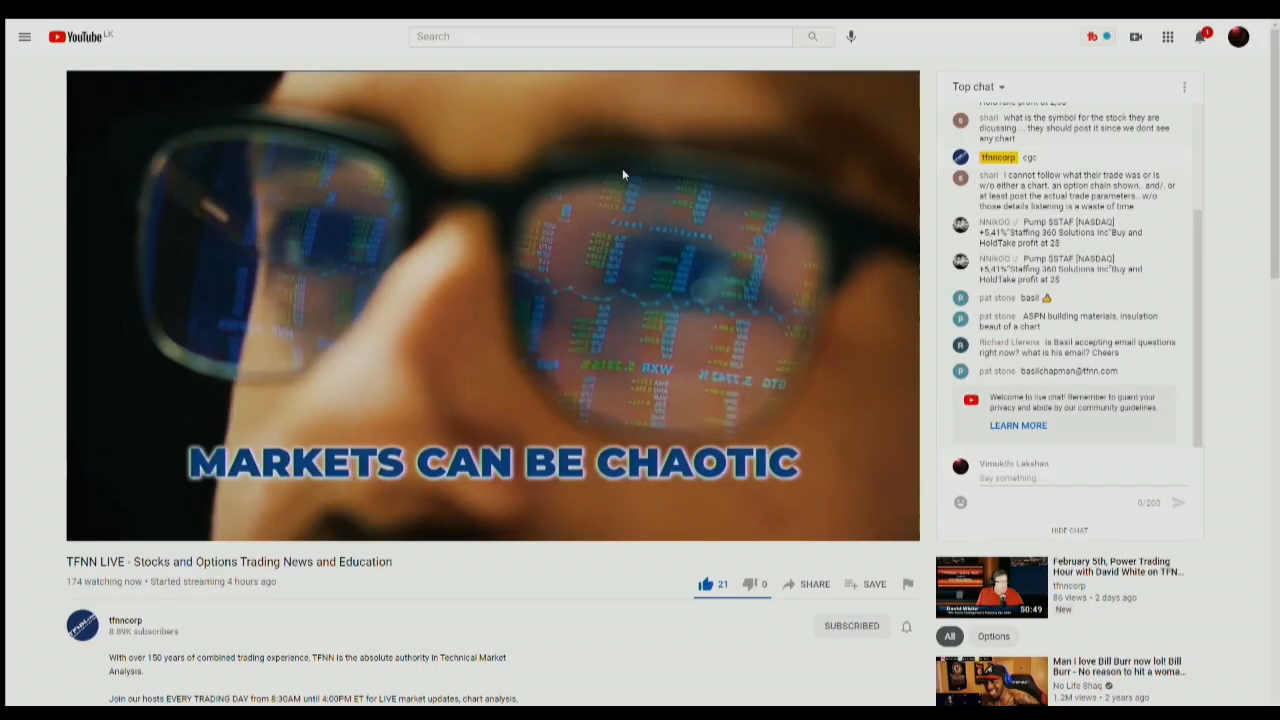 YouTube LK
Search
1
Top chat
shari what is the symbol for the stock they are
dicussing.... they should post it since we dont see
any chart
tfnncorp cgc
shari I cannot follow what their trade was or is
w/o either a chart, an option chain shown.. and/. or
at least post the actual trade parameters...w/o
those details listening is a waste of time
NNikOO :/ Pump $STAF [NASDAQ]
+5,41%"Staffing 360 Solutions Inc"Buy and
HoldTake profit at 2$
NNikOO :/ Pump $STAF [NASDAQ]
+5,41%"Staffing 360 Solutions Inc"Buy and
HoldTake profit at 2$
pat stone basil 👍
pat stone ASPN building materials, insulation
beaut of a chart
Richard Llerena is Basil accepting email questions
right now? what is his email? Cheers
pat stone basilchapman@tfnn.com
Welcome to live chat! Remember to guard your
privacy and abide by our community guidelines.
LEARN MORE
Vimukthi Lakshan
Say something...
0/200
HIDE CHAT
MARKETS CAN BE CHAOTIC
TFNN LIVE - Stocks and Options Trading News and Education
174 watching now • Started streaming 4 hours ago
21 0 SHARE SAVE
tfnncorp
8.89K subscribers
SUBSCRIBED
With over 150 years of combined trading experience, TFNN is the absolute authority in Technical Market
Analysis.
Join our hosts EVERY TRADING DAY from 8:30AM until 4:00PM ET for LIVE market updates, chart analysis,
February 5th, Power Trading
Hour with David White on TFN...
tfnncorp
86 views • 2 days ago
New
David White
50:49
All Options
Man I love Bill Burr now lol! Bill
Burr - No reason to hit a woma...
No Life Shaq
1.2M views • 2 years ago